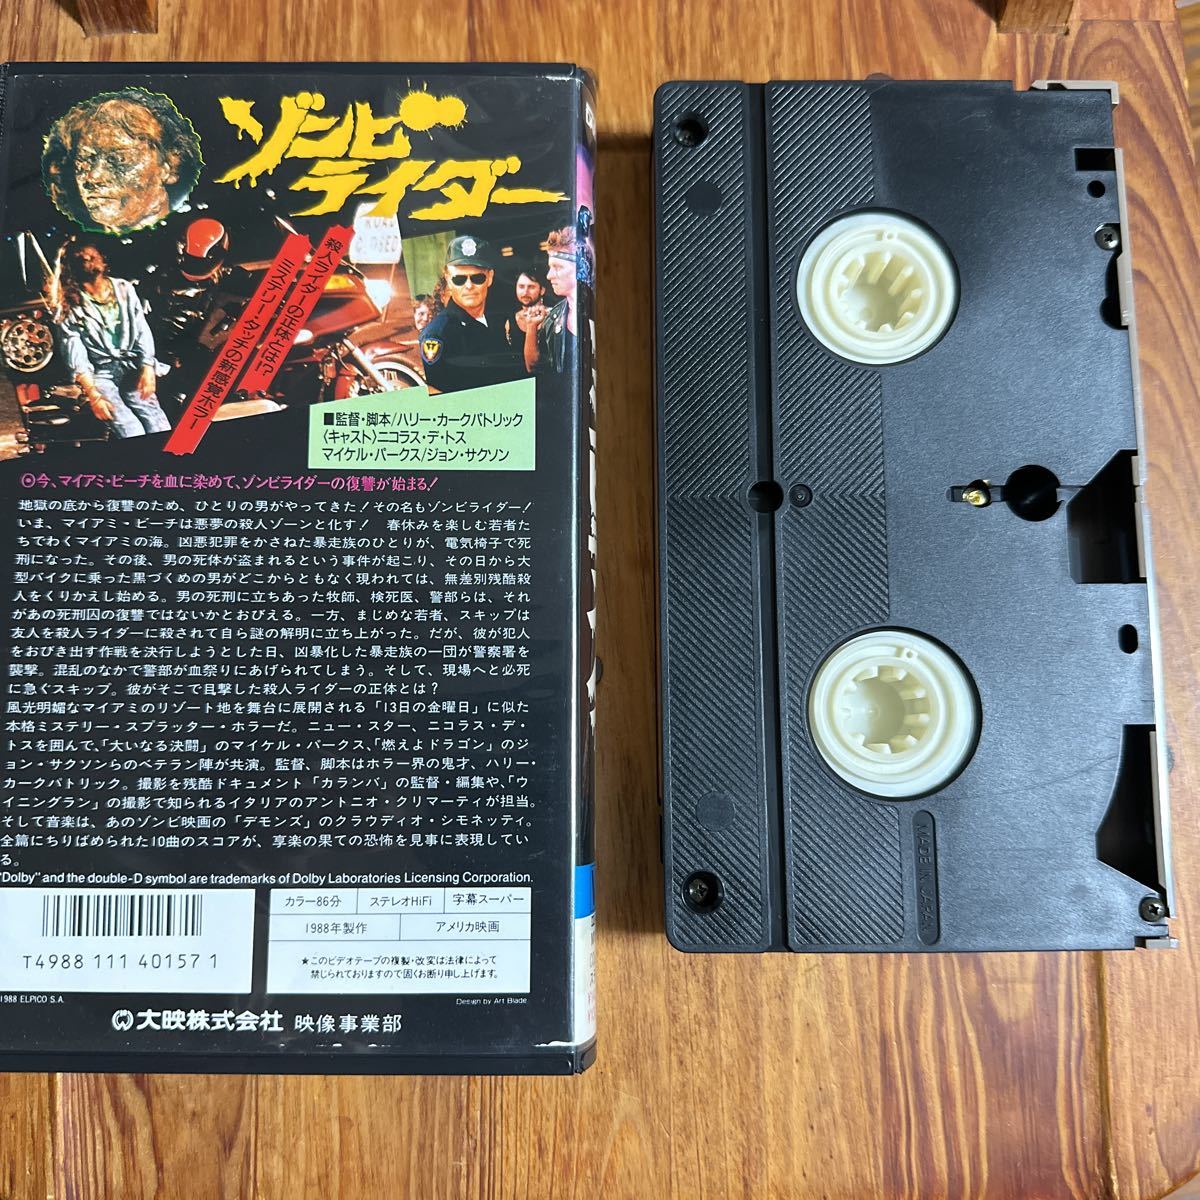 ゾンビ
ライダー
ROAD
CLOSED
殺人ライダーの正体とは!?
ミステリー・タッチの新感覚ホラー
■監督・脚本/ハリー・カークパトリック
〈キャスト〉ニコラス・デ・トス
マイケル・パークス/ジョン・サクソン
◎今、マイアミ・ビーチを血に染めて、ゾンビライダーの復讐が始まる!
地獄の底から復讐のため、ひとりの男がやってきた!その名もゾンビライダー!
いま、マイアミ・ビーチは悪夢の殺人ゾーンと化す! 春休みを楽しむ若者た
ちでわくマイアミの海。凶悪犯罪をかさねた暴走族のひとりが、電気椅子で死
刑になった。その後、男の死体が盗まれるという事件が起こり、その日から大
型バイクに乗った黒づくめの男がどこからともなく現われては、無差別残酷殺
人をくりかえし始める。男の死刑に立ちあった牧師、検死医、警部らは、それ
があの死刑囚の復讐ではないかとおびえる。一方、まじめな若者、スキップは
友人を殺人ライダーに殺されて自ら謎の解明に立ち上がった。だが、彼が犯人
をおびき出す作戦を決行しようとした日、凶暴化した暴走族の一団が警察署を
襲撃。混乱のなかで警部が血祭りにあげられてしまう。そして、現場へと必死
に急ぐスキップ。彼がそこで目撃した殺人ライダーの正体とは?
風光明媚なマイアミのリゾート地を舞台に展開される「13日の金曜日」に似た
本格ミステリー・スプラッター・ホラーだ。ニュー・スター、ニコラス・デ・
トスを囲んで、「大いなる決闘」のマイケル・パークス、「燃えよドラゴン」のジ
ョン・サクソンらのベテラン陣が共演。監督、脚本はホラー界の鬼才、ハリー・
カークパトリック。撮影を残酷ドキュメント「カランバ」の監督・編集や、「ウ
イニングラン」の撮影で知られるイタリアのアントニオ・クリマーティが担当。
そして音楽は、あのゾンビ映画の「デモンズ」のクラウディオ・シモネッティ。
全篇にちりばめられた10曲のスコアが、享楽の果ての恐怖を見事に表現してい
る。
"Dolby" and the double-D symbol are trademarks of Dolby Laboratories Licensing Corporation.
カラー86分 ステレオHiFi 字幕スーパー
1988年製作 アメリカ映画
★このビデオテープの複製・改変は法律によって
禁じられておりますので固くお断り申し上げます。
T4988 111 40157 1
1988 ELPICO S.A.
Design by Art Blade
大映株式会社 映像事業部
MADE IN JAPAN